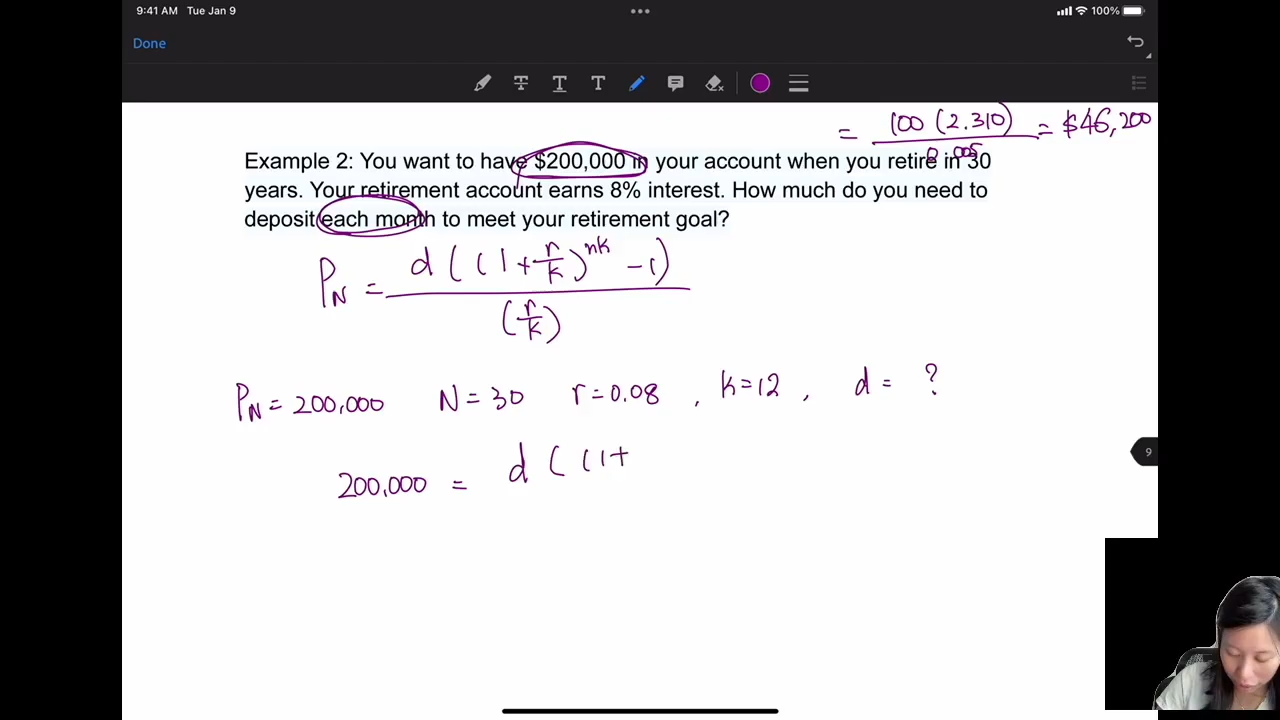 9:41 AM Tue Jan 9
100%
Done
= 100 (2.310) / 0.005 = $46,200
Example 2: You want to have $200,000 in your account when you retire in 30
years. Your retirement account earns 8% interest. How much do you need to
deposit each month to meet your retirement goal?
P_N = d ( ( 1 + r/k )^nk - 1 ) / ( r/k )
P_N = 200,000 N = 30 r = 0.08 , k = 12 , d = ?
200,000 = d ( ( 1 +
9